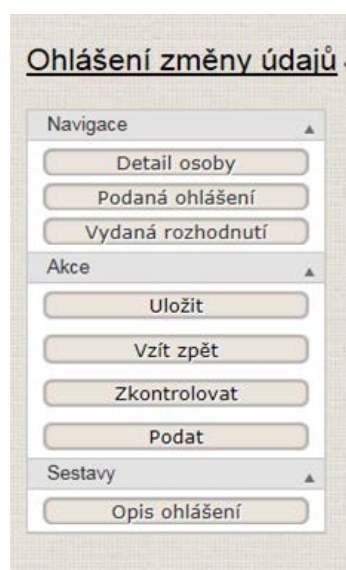 Ohlášení změny údajů
Navigace
Detail osoby
Podaná ohlášení
Vydaná rozhodnutí
Akce
Uložit
Vzít zpět
Zkontrolovat
Podat
Sestavy
Opis ohlášení